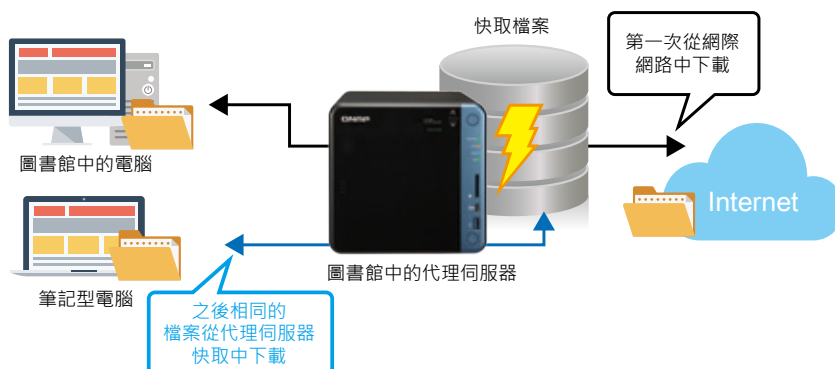 快取檔案
第一次從網際
網路中下載
QNAP
圖書館中的電腦
Internet
圖書館中的代理伺服器
筆記型電腦
之後相同的
檔案從代理伺服器
快取中下載